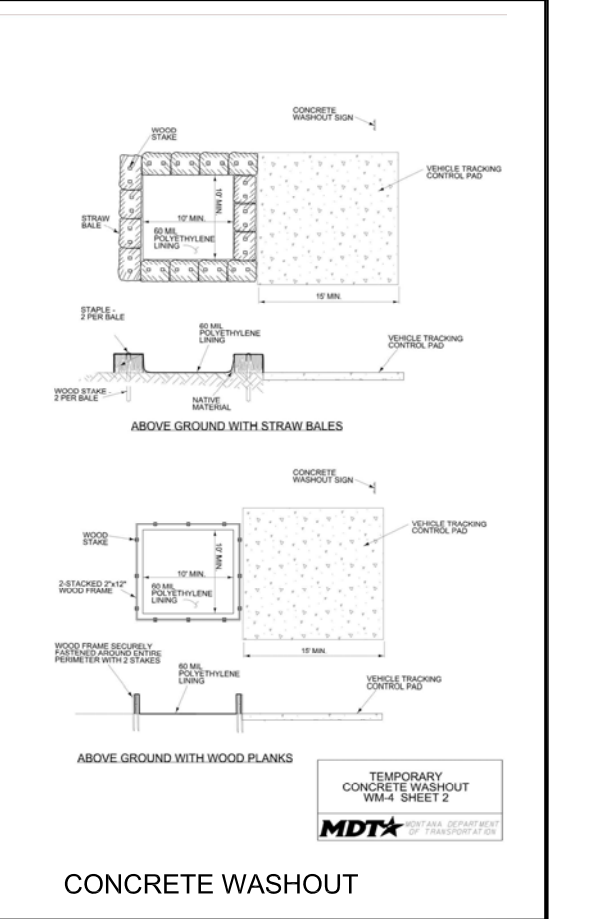 CONCRETE
WASHOUT SIGN
WOOD
STAKE
VEHICLE TRACKING
CONTROL PAD
STRAW
BALE
10' MIN.
10' MIN.
60 MIL
POLYETHYLENE
LINING
15' MIN.
STAPLE -
2 PER BALE
60 MIL
POLYETHYLENE
LINING
VEHICLE TRACKING
CONTROL PAD
WOOD STAKE -
2 PER BALE
NATIVE
MATERIAL
ABOVE GROUND WITH STRAW BALES
CONCRETE
WASHOUT SIGN
WOOD
STAKE
VEHICLE TRACKING
CONTROL PAD
10' MIN.
10' MIN.
2-STACKED 2"x12"
WOOD FRAME
60 MIL
POLYETHYLENE
LINING
15' MIN.
WOOD FRAME SECURELY
FASTENED AROUND ENTIRE
PERIMETER WITH 2 STAKES
60 MIL
POLYETHYLENE
LINING
VEHICLE TRACKING
CONTROL PAD
ABOVE GROUND WITH WOOD PLANKS
TEMPORARY
CONCRETE WASHOUT
WM-4 SHEET 2
MDT MONTANA DEPARTMENT
OF TRANSPORTATION
CONCRETE WASHOUT